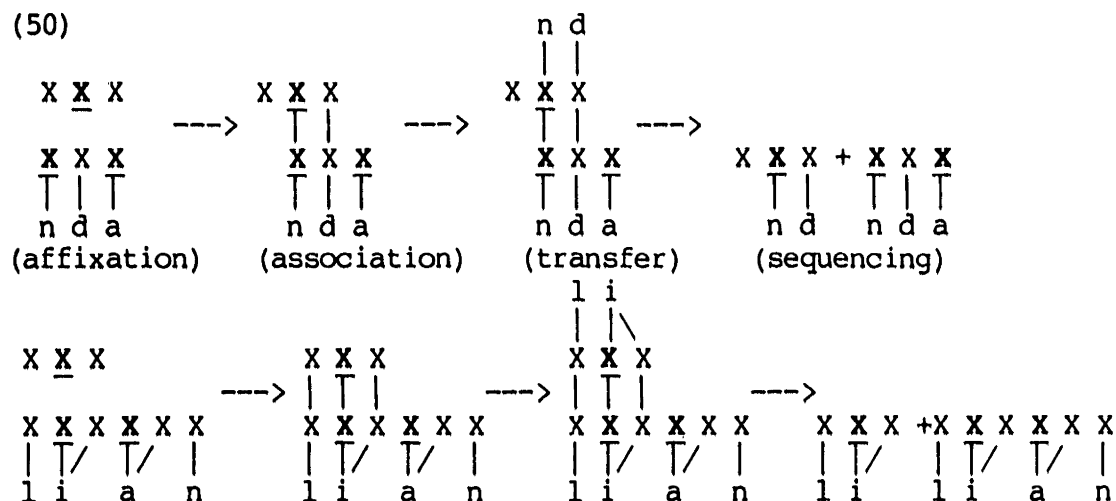 (50) n d
X X X X X X X X X
---> ---> --->
X X X X X X X X X X X X + X X X
n d a n d a n d a n d n d a
(affixation) (association) (transfer) (sequencing)
l i
X X X X X X X X X
---> ---> --->
X X X X X X X X X X X X X X X X X X X X X +X X X X X X
l i a n l i a n l i a n l i l i a n